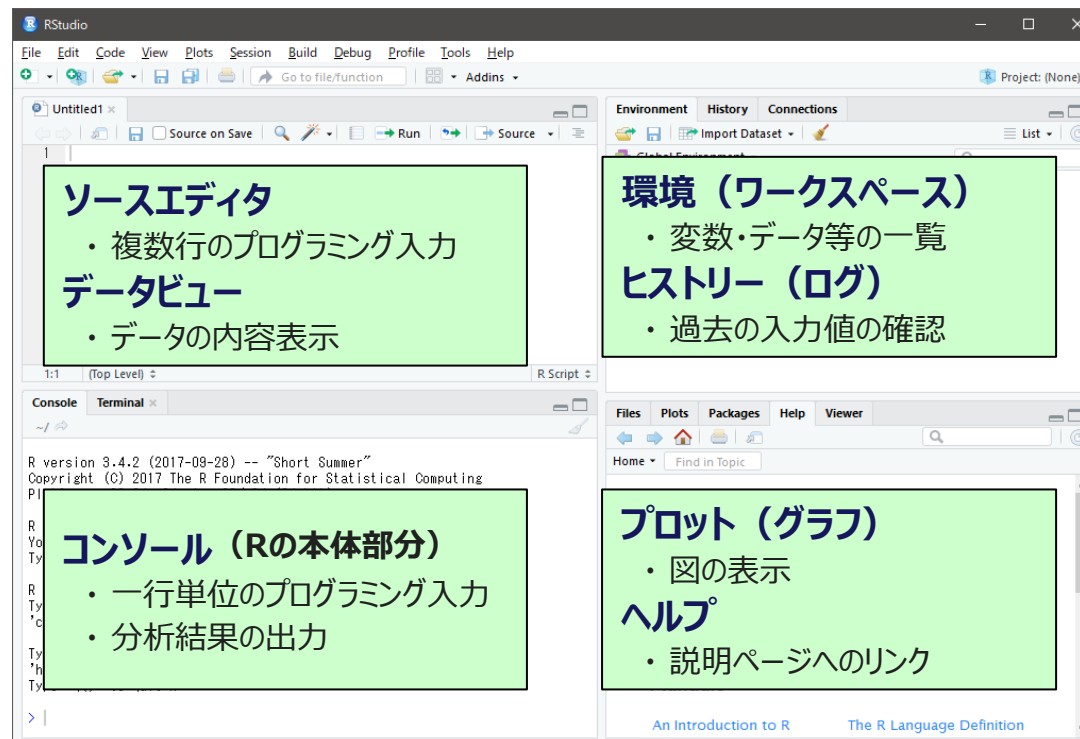 RStudio
File Edit Code View Plots Session Build Debug Profile Tools Help
Go to file/function Addins Project: (None)
Untitled1
Source on Save Run Source
1
ソースエディタ
・複数行のプログラミング入力
データビュー
・データの内容表示
1:1 (Top Level) R Script
Environment History Connections
Import Dataset List
Global Environment
環境（ワークスペース）
・変数・データ等の一覧
ヒストリー（ログ）
・過去の入力値の確認
Console Terminal
~/
R version 3.4.2 (2017-09-28) -- "Short Summer"
Copyright (C) 2017 The R Foundation for Statistical Computing
Pl
R
Yo
Ty
R
Ty
'c
Ty
'h
Ty
コンソール（Rの本体部分）
・一行単位のプログラミング入力
・分析結果の出力
>
Files Plots Packages Help Viewer
Home Find in Topic
プロット（グラフ）
・図の表示
ヘルプ
・説明ページへのリンク
An Introduction to R The R Language Definition